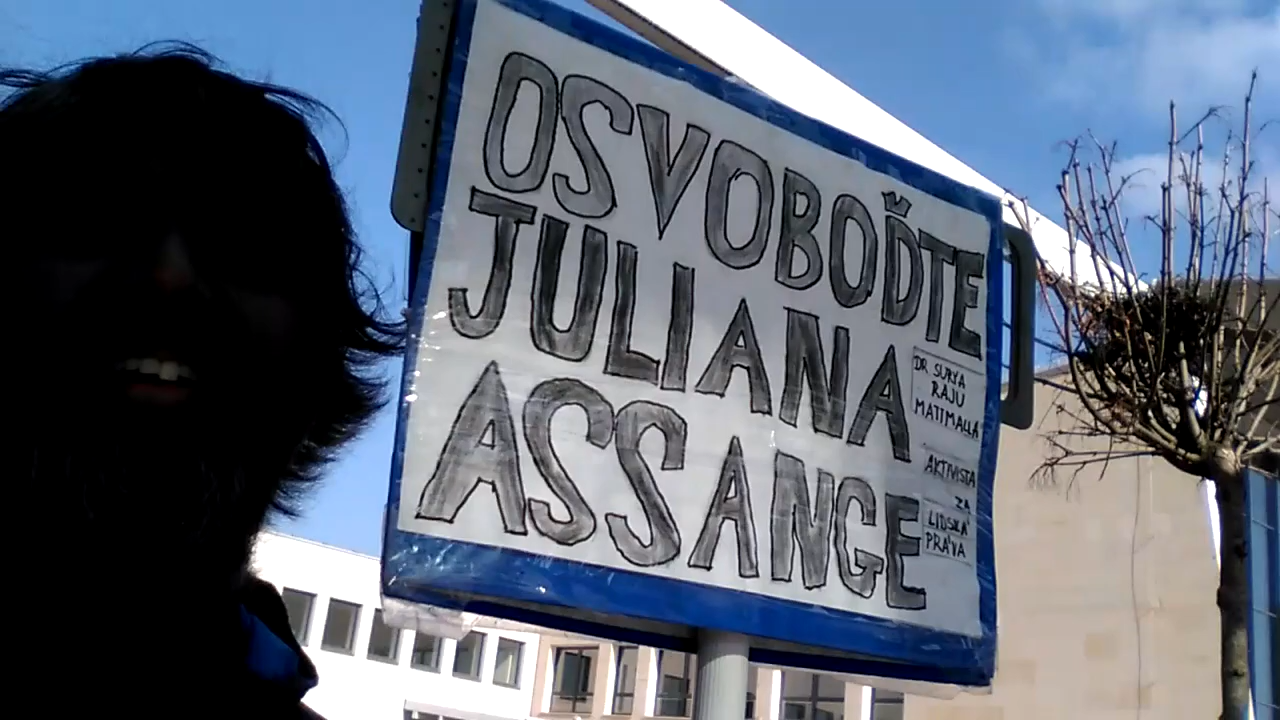 OSVOBOĎTE
JULIANA
ASSANGE
DR SURYA
RAJU
MATIMALLA
AKTIVISTA
ZA
LIDSKÁ
PRÁVA